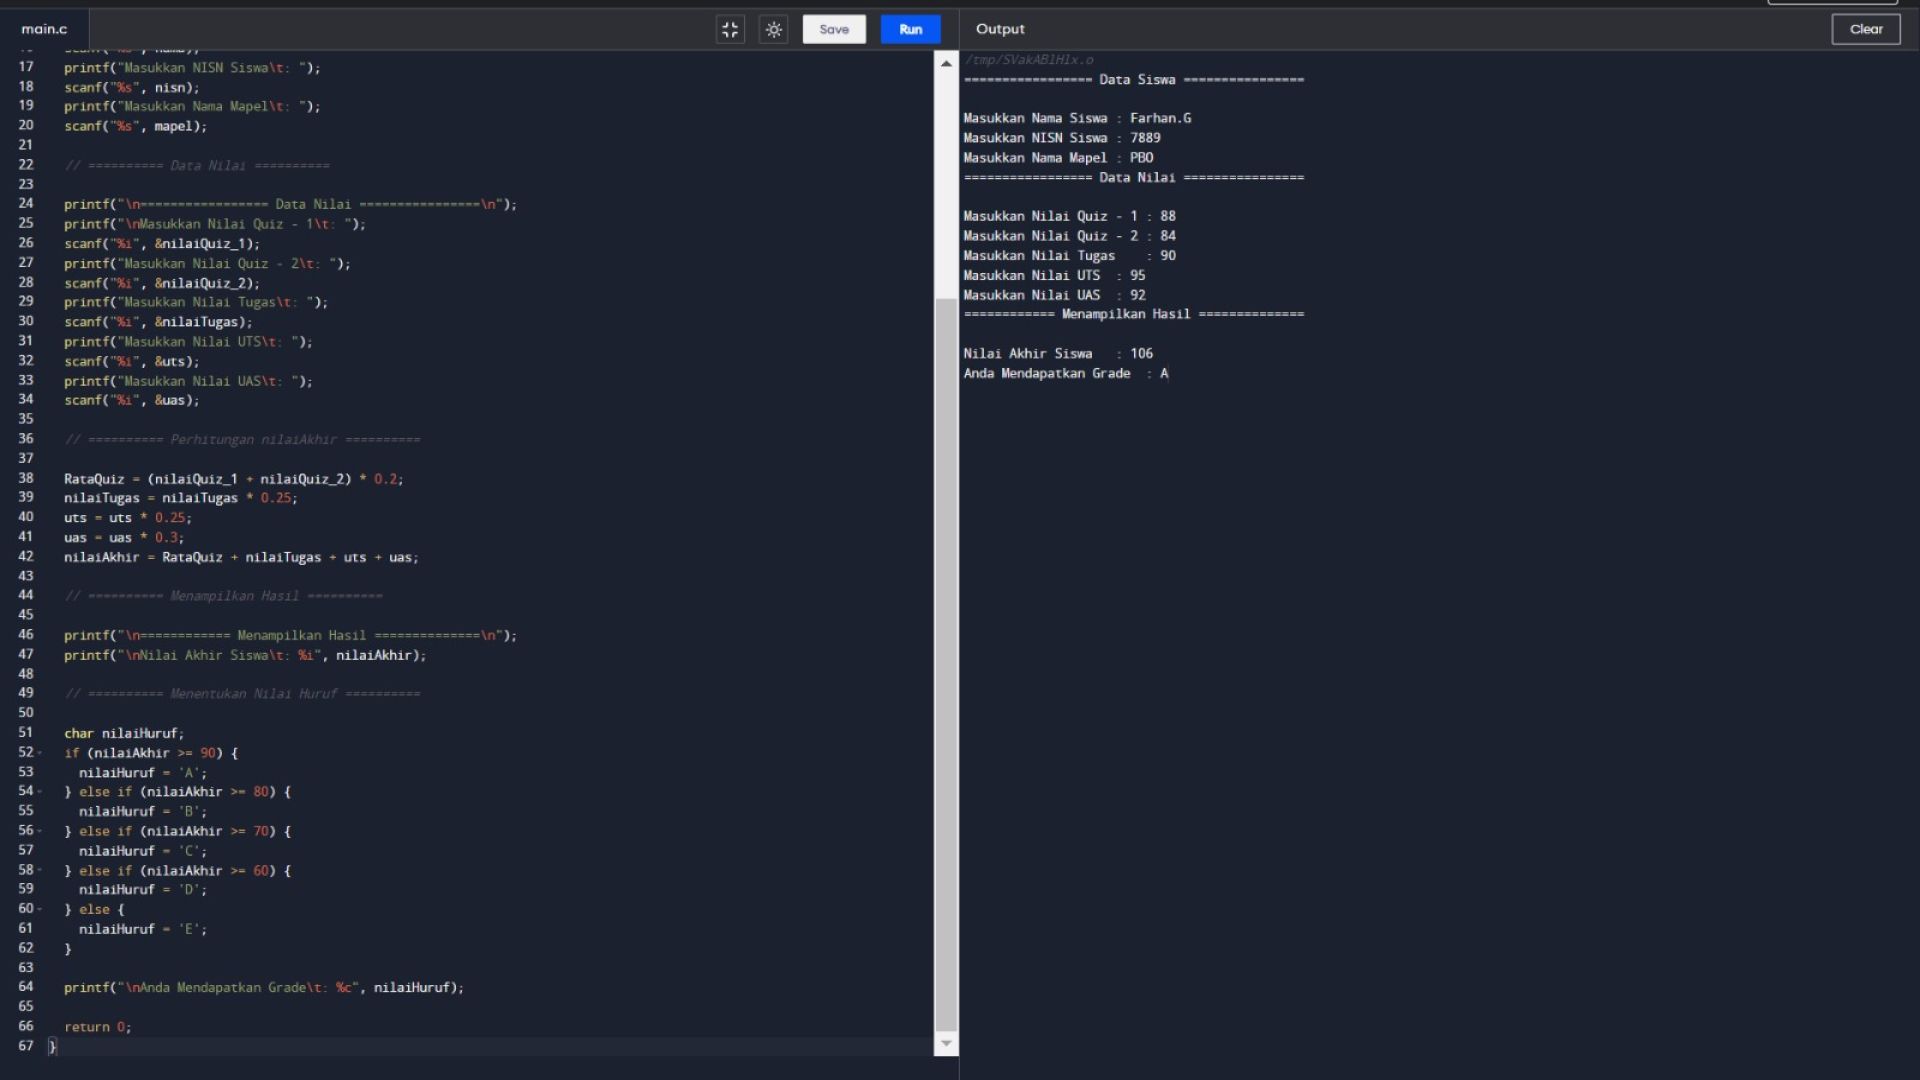 main.c
Save
Run
17 printf("Masukkan NISN Siswa\t: ");
18 scanf("%s", nisn);
19 printf("Masukkan Nama Mapel\t: ");
20 scanf("%s", mapel);
21
22 // ========== Data Nilai ==========
23
24 printf("\n================= Data Nilai ================\n");
25 printf("\nMasukkan Nilai Quiz - 1\t: ");
26 scanf("%i", &nilaiQuiz_1);
27 printf("Masukkan Nilai Quiz - 2\t: ");
28 scanf("%i", &nilaiQuiz_2);
29 printf("Masukkan Nilai Tugas\t: ");
30 scanf("%i", &nilaiTugas);
31 printf("Masukkan Nilai UTS\t: ");
32 scanf("%i", &uts);
33 printf("Masukkan Nilai UAS\t: ");
34 scanf("%i", &uas);
35
36 // ========== Perhitungan nilaiAkhir ==========
37
38 RataQuiz = (nilaiQuiz_1 + nilaiQuiz_2) * 0.2;
39 nilaiTugas = nilaiTugas * 0.25;
40 uts = uts * 0.25;
41 uas = uas * 0.3;
42 nilaiAkhir = RataQuiz + nilaiTugas + uts + uas;
43
44 // ========== Menampilkan Hasil ==========
45
46 printf("\n============ Menampilkan Hasil ==============\n");
47 printf("\nNilai Akhir Siswa\t: %i", nilaiAkhir);
48
49 // ========== Menentukan Nilai Huruf ==========
50
51 char nilaiHuruf;
52 if (nilaiAkhir >= 90) {
53 nilaiHuruf = 'A';
54 } else if (nilaiAkhir >= 80) {
55 nilaiHuruf = 'B';
56 } else if (nilaiAkhir >= 70) {
57 nilaiHuruf = 'C';
58 } else if (nilaiAkhir >= 60) {
59 nilaiHuruf = 'D';
60 } else {
61 nilaiHuruf = 'E';
62 }
63
64 printf("\nAnda Mendapatkan Grade\t: %c", nilaiHuruf);
65
66 return 0;
67 }
Output
Clear
================= Data Siswa ================
Masukkan Nama Siswa : Farhan.G
Masukkan NISN Siswa : 7889
Masukkan Nama Mapel : PBO
================= Data Nilai ================
Masukkan Nilai Quiz - 1 : 88
Masukkan Nilai Quiz - 2 : 84
Masukkan Nilai Tugas    : 90
Masukkan Nilai UTS  : 95
Masukkan Nilai UAS  : 92
============ Menampilkan Hasil ==============
Nilai Akhir Siswa   : 106
Anda Mendapatkan Grade  : A